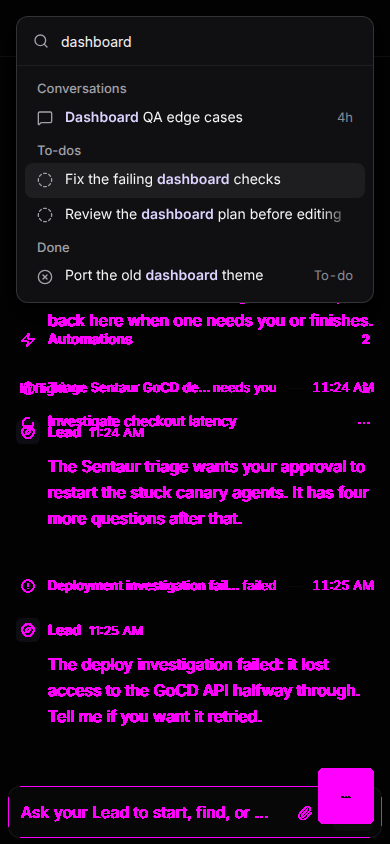 dashboard
Conversations
Dashboard QA edge cases 4h
To-dos
Fix the failing dashboard checks
Review the dashboard plan before editing
Done
Port the old dashboard theme To-do
back here when one needs you or finishes.
Automations 2
Triage Sentaur GoCD de... needs you 11:24 AM
Investigate checkout latency ...
Lead 11:24 AM
The Sentaur triage wants your approval to
restart the stuck canary agents. It has four
more questions after that.
Deployment investigation fail... failed 11:25 AM
Lead 11:25 AM
The deploy investigation failed: it lost
access to the GoCD API halfway through.
Tell me if you want it retried.
Ask your Lead to start, find, or ...
...